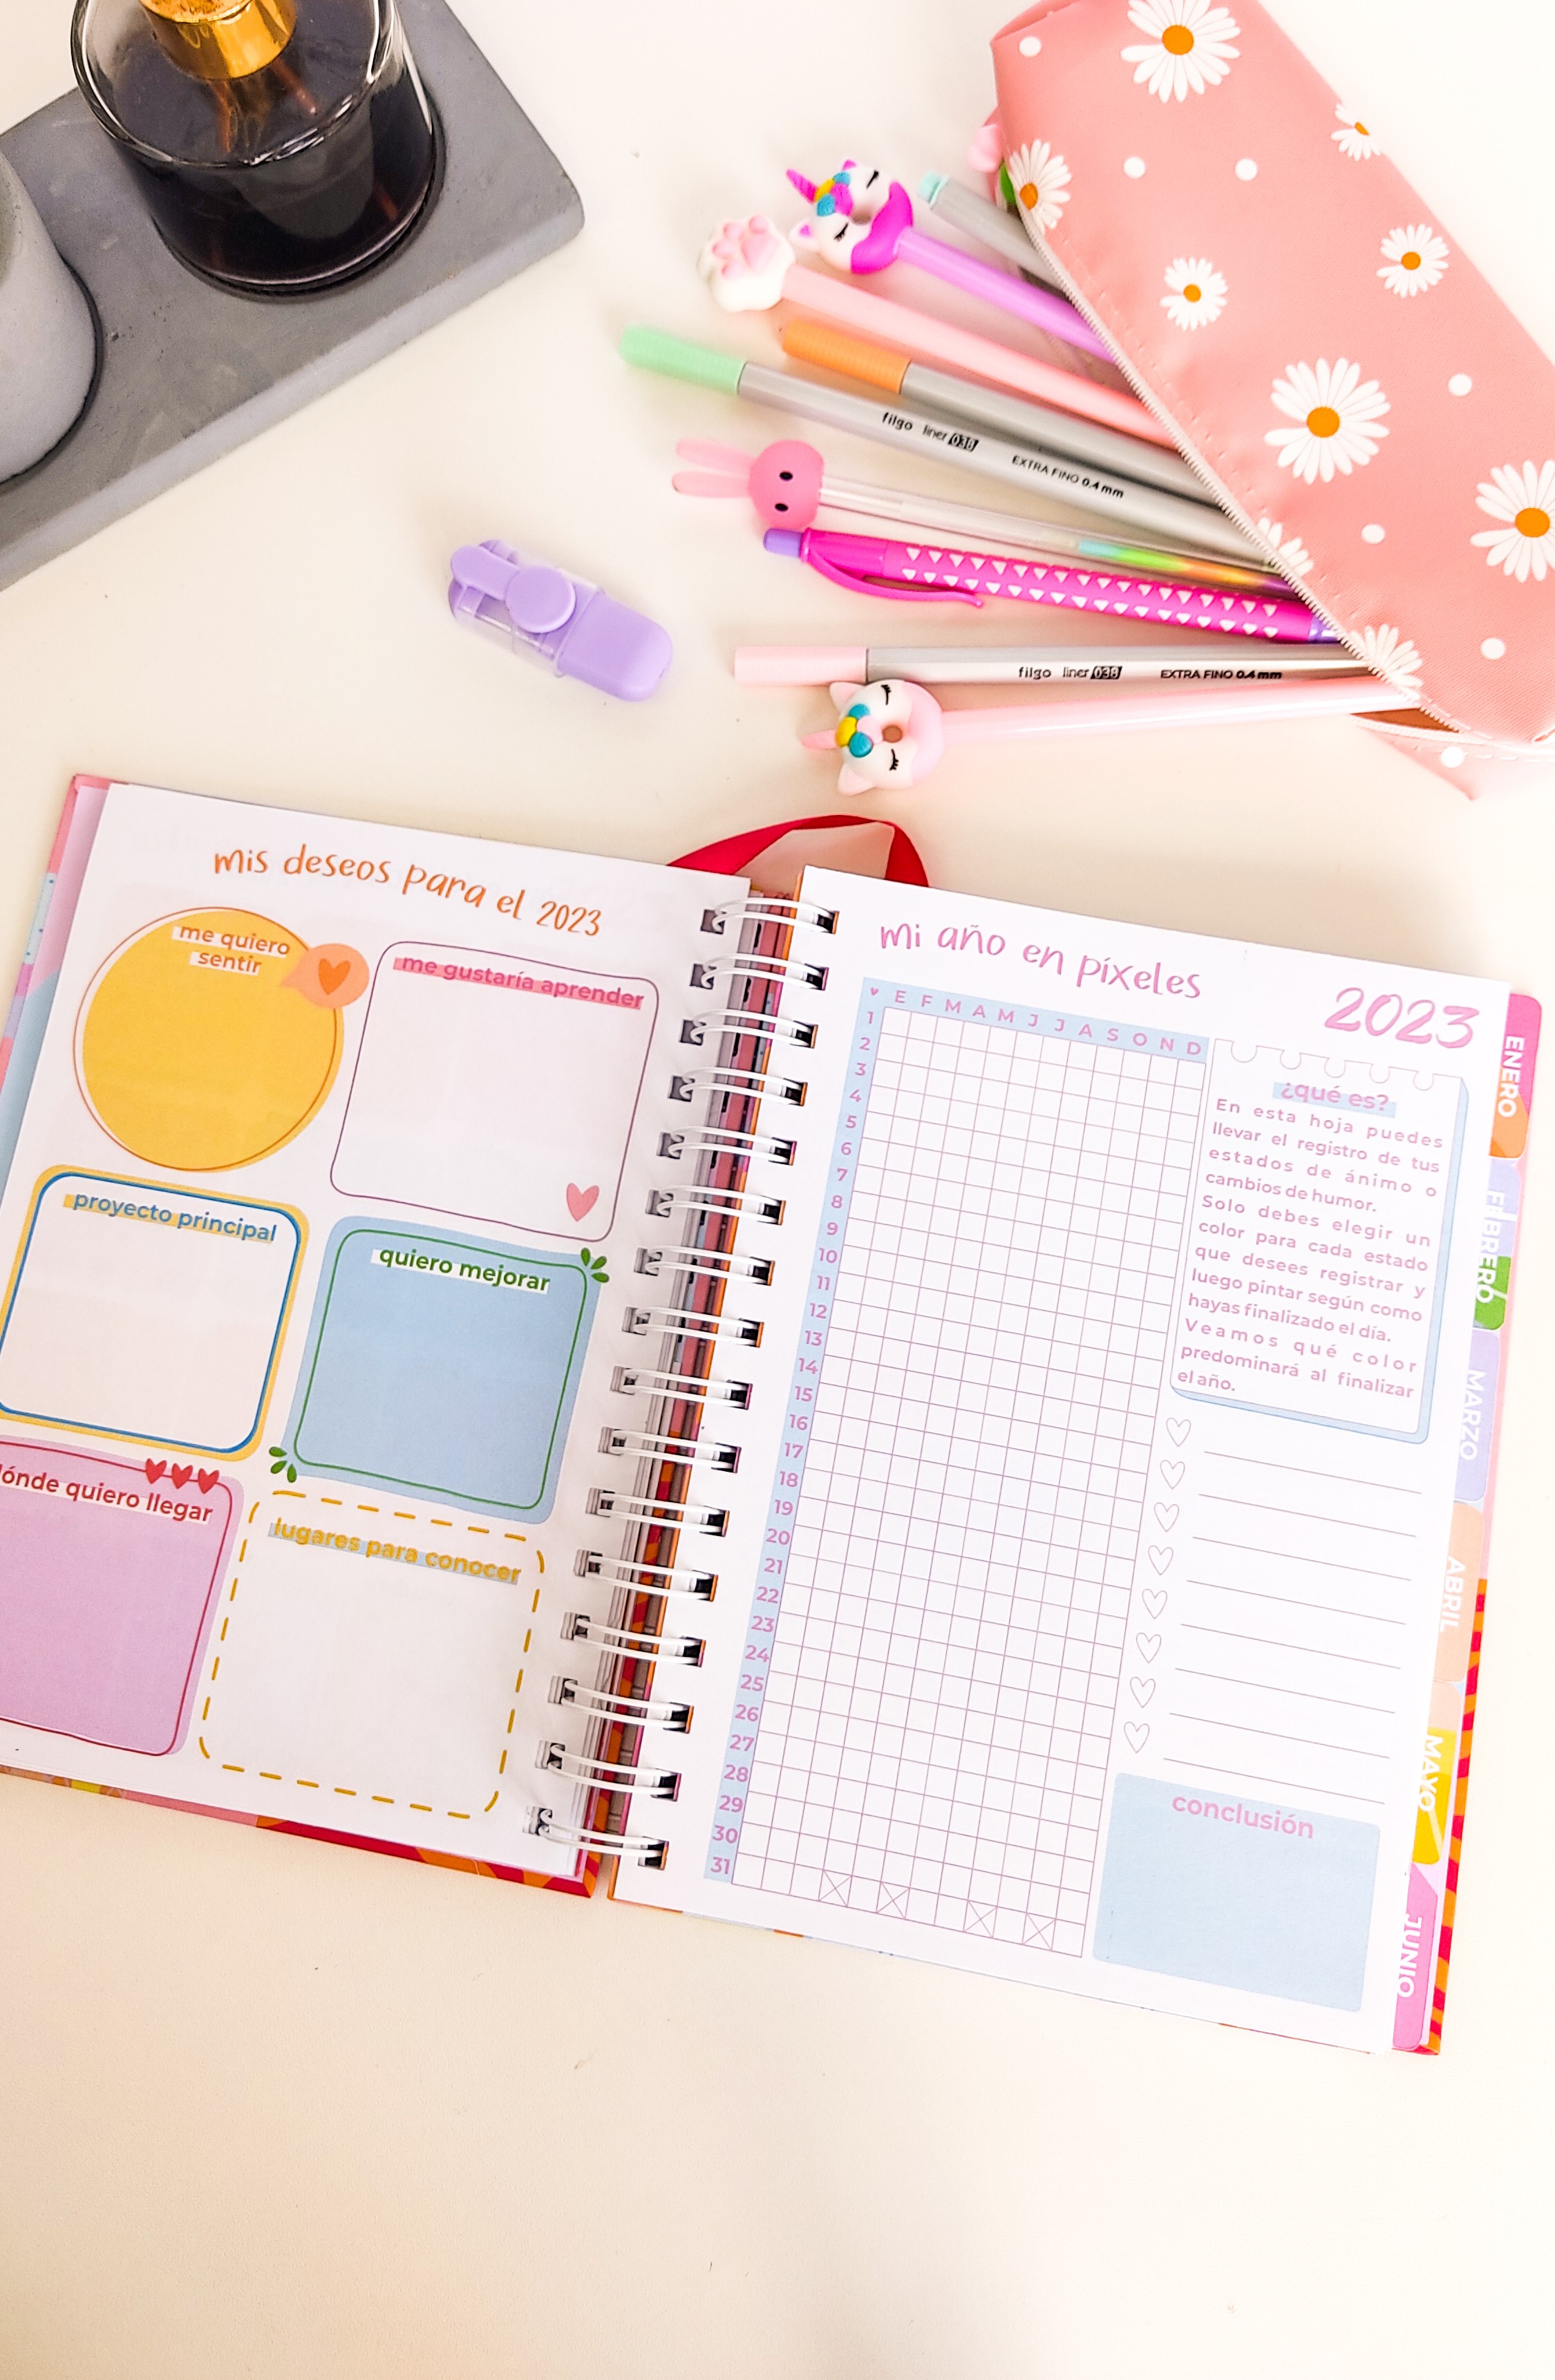 filgo liner 038 EXTRA FINO 0.4 mm
filgo liner 038 EXTRA FINO 0.4 mm
mis deseos para el 2023
me quiero
sentir
me gustaría aprender
proyecto principal
quiero mejorar
dónde quiero llegar
lugares para conocer
mi año en píxeles
2023
E F M A M J J A S O N D
1
2
3
4
5
6
7
8
9
10
11
12
13
14
15
16
17
18
19
20
21
22
23
24
25
26
27
28
29
30
31
¿qué es?
En esta hoja puedes
llevar el registro de tus
estados de ánimo o
cambios de humor.
Solo debes elegir un
color para cada estado
que desees registrar y
luego pintar según como
hayas finalizado el día.
Veamos qué color
predominará al finalizar
el año.
conclusión
ENERO
FEBRERO
MARZO
ABRIL
MAYO
JUNIO